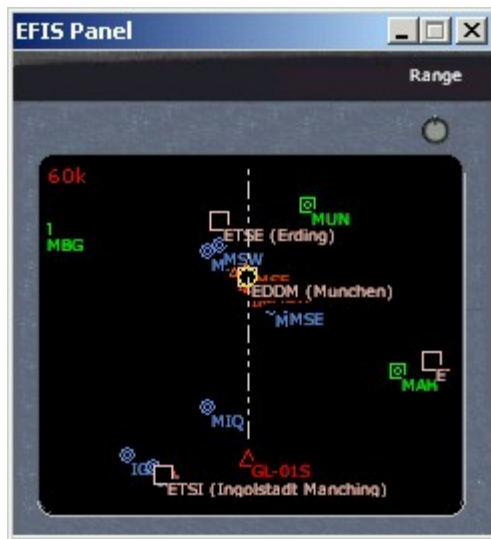 EFIS Panel
Range
60k
MUN
1
MBG
ETSE (Erding)
MSW
EDDM (Munchen)
MMSE
E
MAH
MIQ
GL-01S
ETSI (Ingolstadt Manching)